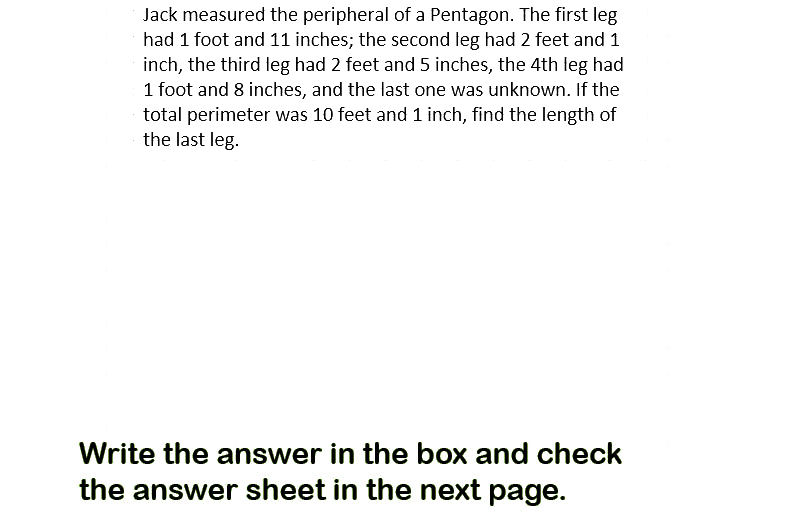 Jack measured the peripheral of a Pentagon. The first leg
had 1 foot and 11 inches; the second leg had 2 feet and 1
inch, the third leg had 2 feet and 5 inches, the 4th leg had
1 foot and 8 inches, and the last one was unknown. If the
total perimeter was 10 feet and 1 inch, find the length of
the last leg.
Write the answer in the box and check
the answer sheet in the next page.